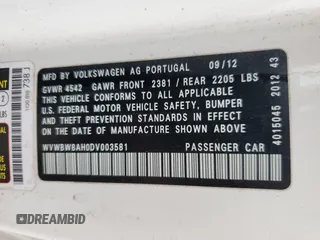 MFD.BY VOLKSWAGEN AG PORTUGAL 09/12
GVWR 4542 GAWR FRONT 2381 / REAR 2205 LBS
THIS VEHICLE CONFORMS TO ALL APPLICABLE
U.S. FEDERAL MOTOR VEHICLE SAFETY, BUMPER
AND THEFT PREVENTION STANDARDS IN EFFECT
ON THE DATE OF MANUFACTURE SHOWN ABOVE.
WVWBW8AH0DV003581 PASSENGER CAR
4015045 2012 43
738J
LBS
DREAMBID